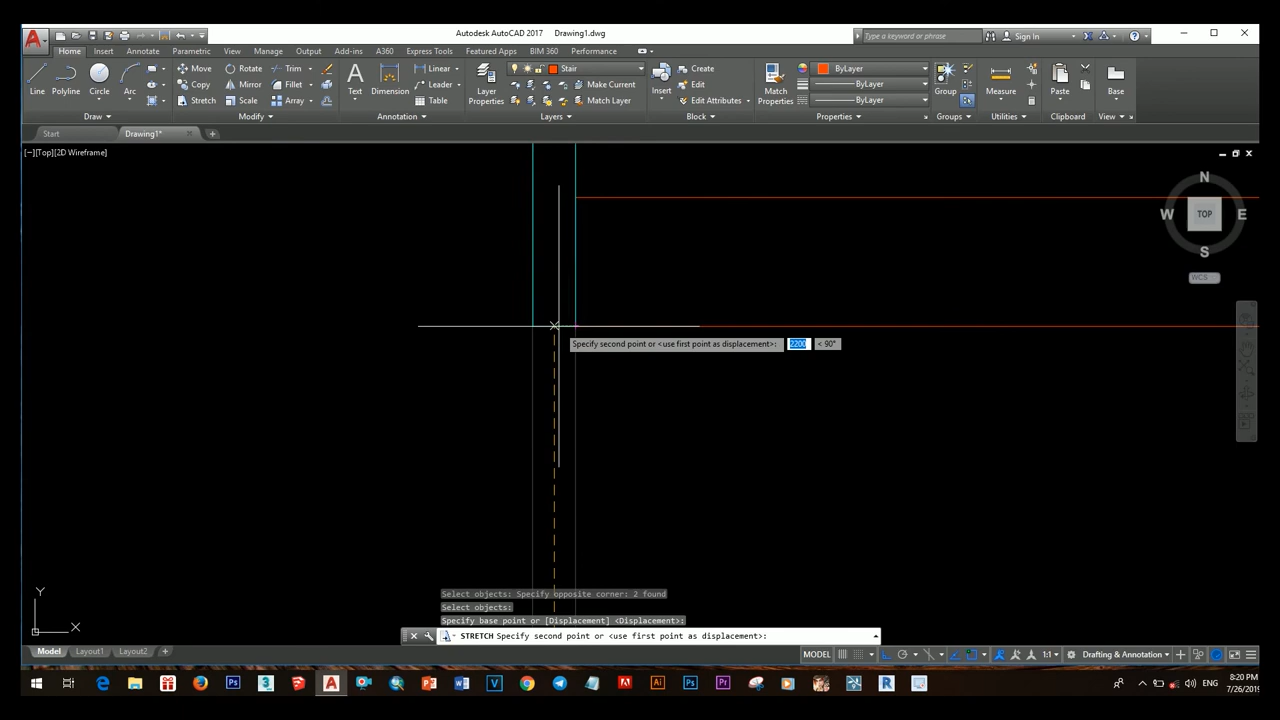 Autodesk AutoCAD 2017 Drawing1.dwg
Type a keyword or phrase
Sign In
Home Insert Annotate Parametric View Manage Output Add-ins A360 Express Tools Featured Apps BIM 360 Performance
Move Rotate Trim
Linear
Stair
Create
ByLayer
Copy Mirror Fillet
Leader
Make Current
Edit
ByLayer
Line Polyline Circle Arc
Text Dimension
Layer Properties
Insert
Match Properties
Group
Measure
Paste
Base
Stretch Scale Array
Table
Match Layer
Edit Attributes
ByLayer
Draw Modify Annotation Layers Block Properties Groups Utilities Clipboard View
Start Drawing1*
[−][Top][2D Wireframe]
N
W TOP E
S
WCS
Specify second point or <use first point as displacement>: 2200 < 90°
Y
X
Select objects: Specify opposite corner: 2 found
Select objects:
Specify base point or [Displacement] <Displacement>:
STRETCH Specify second point or <use first point as displacement>:
Model Layout1 Layout2
MODEL
1:1
Drafting & Annotation
ENG
8:20 PM
7/26/2019